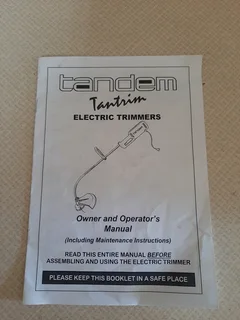 tandem
Tantrim
ELECTRIC TRIMMERS
Owner and Operator's
Manual
(Including Maintenance Instructions)
READ THIS ENTIRE MANUAL BEFORE
ASSEMBLING AND USING THE ELECTRIC TRIMMER
PLEASE KEEP THIS BOOKLET IN A SAFE PLACE